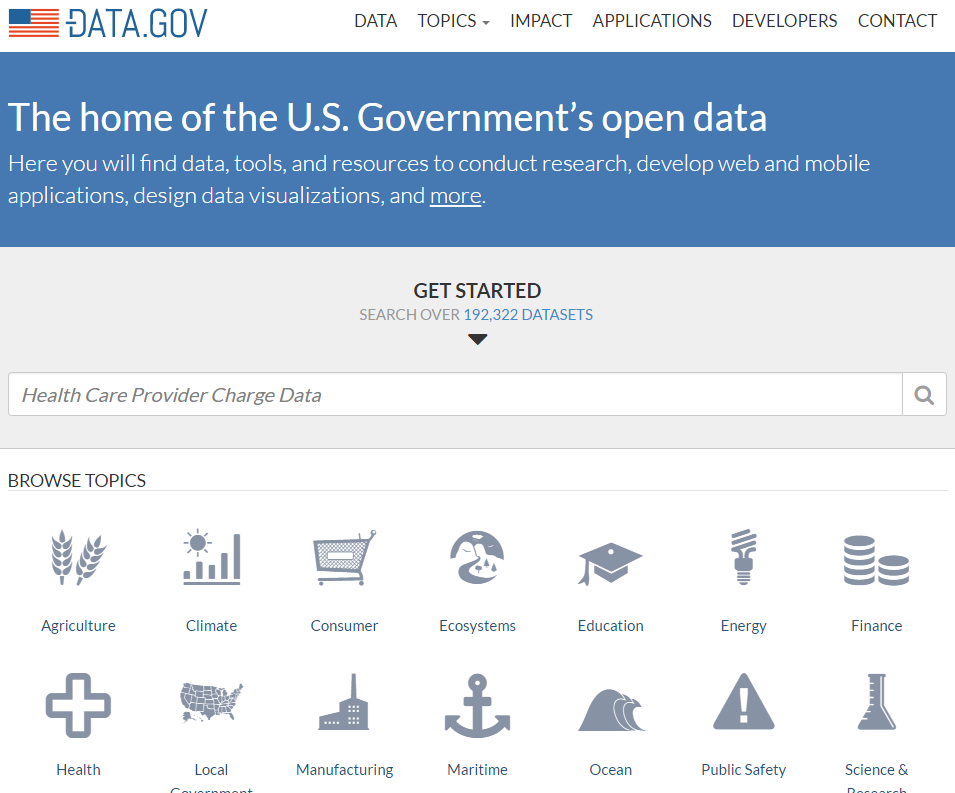 DATA.GOV
DATA TOPICS IMPACT APPLICATIONS DEVELOPERS CONTACT
The home of the U.S. Government’s open data
Here you will find data, tools, and resources to conduct research, develop web and mobile
applications, design data visualizations, and more.
GET STARTED
SEARCH OVER 192,322 DATASETS
Health Care Provider Charge Data
BROWSE TOPICS
Agriculture Climate Consumer Ecosystems Education Energy Finance
Health Local Manufacturing Maritime Ocean Public Safety Science &
Government Research